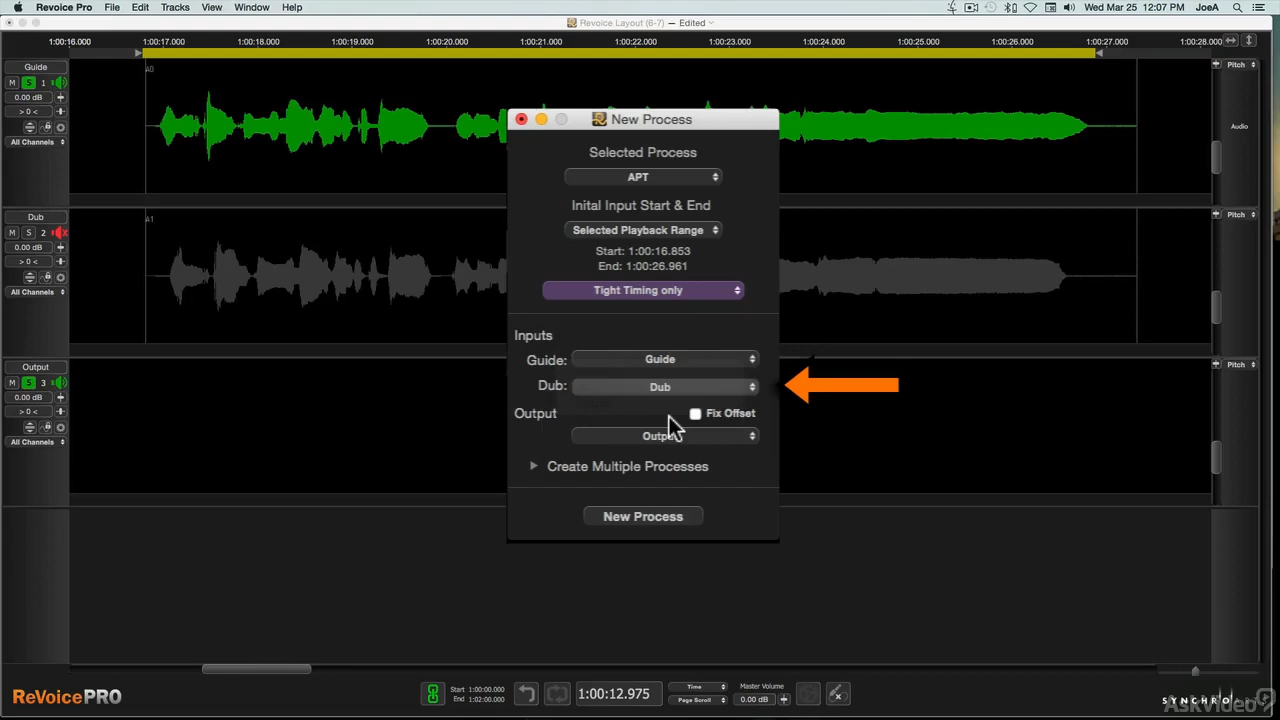 Revoice Pro File Edit Tracks View Window Help Wed Mar 25 12:07 PM JoeA
Revoice Layout (6-7) — Edited
1:00:16.000 1:00:17.000 1:00:18.000 1:00:19.000 1:00:20.000 1:00:21.000 1:00:22.000 1:00:23.000 1:00:24.000 1:00:25.000 1:00:26.000 1:00:27.000 1:00:28.000
Guide
A0
Pitch
M S 1
0.00 dB
> 0 <
All Channels
Audio
Dub
A1
Pitch
M S 2
0.00 dB
> 0 <
All Channels
Output
Pitch
M S 3
0.00 dB
> 0 <
All Channels
New Process
Selected Process
APT
Inital Input Start & End
Selected Playback Range
Start: 1:00:16.853
End: 1:00:26.961
Tight Timing only
Inputs
Guide: Guide
Dub: Dub
Output Fix Offset
Create Multiple Processes
New Process
ReVoicePRO
Start : 1:00:00.000
End : 1:02:00.000
1:00:12.975
Time
Page Scroll
Master Volume
0.00 dB
SYNCHRO
AskVideo